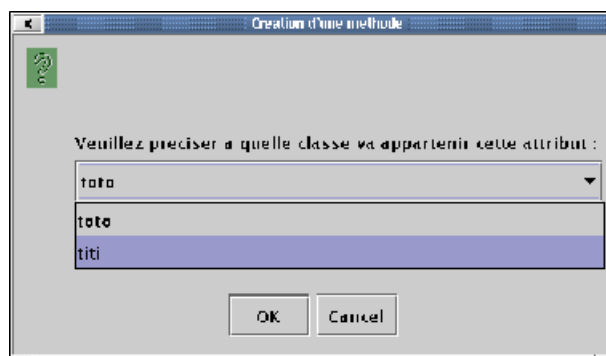 Creation d'une methode
Veuillez preciser a quelle classe va appartenir cette attribut :
toto
toto
titi
OK
Cancel